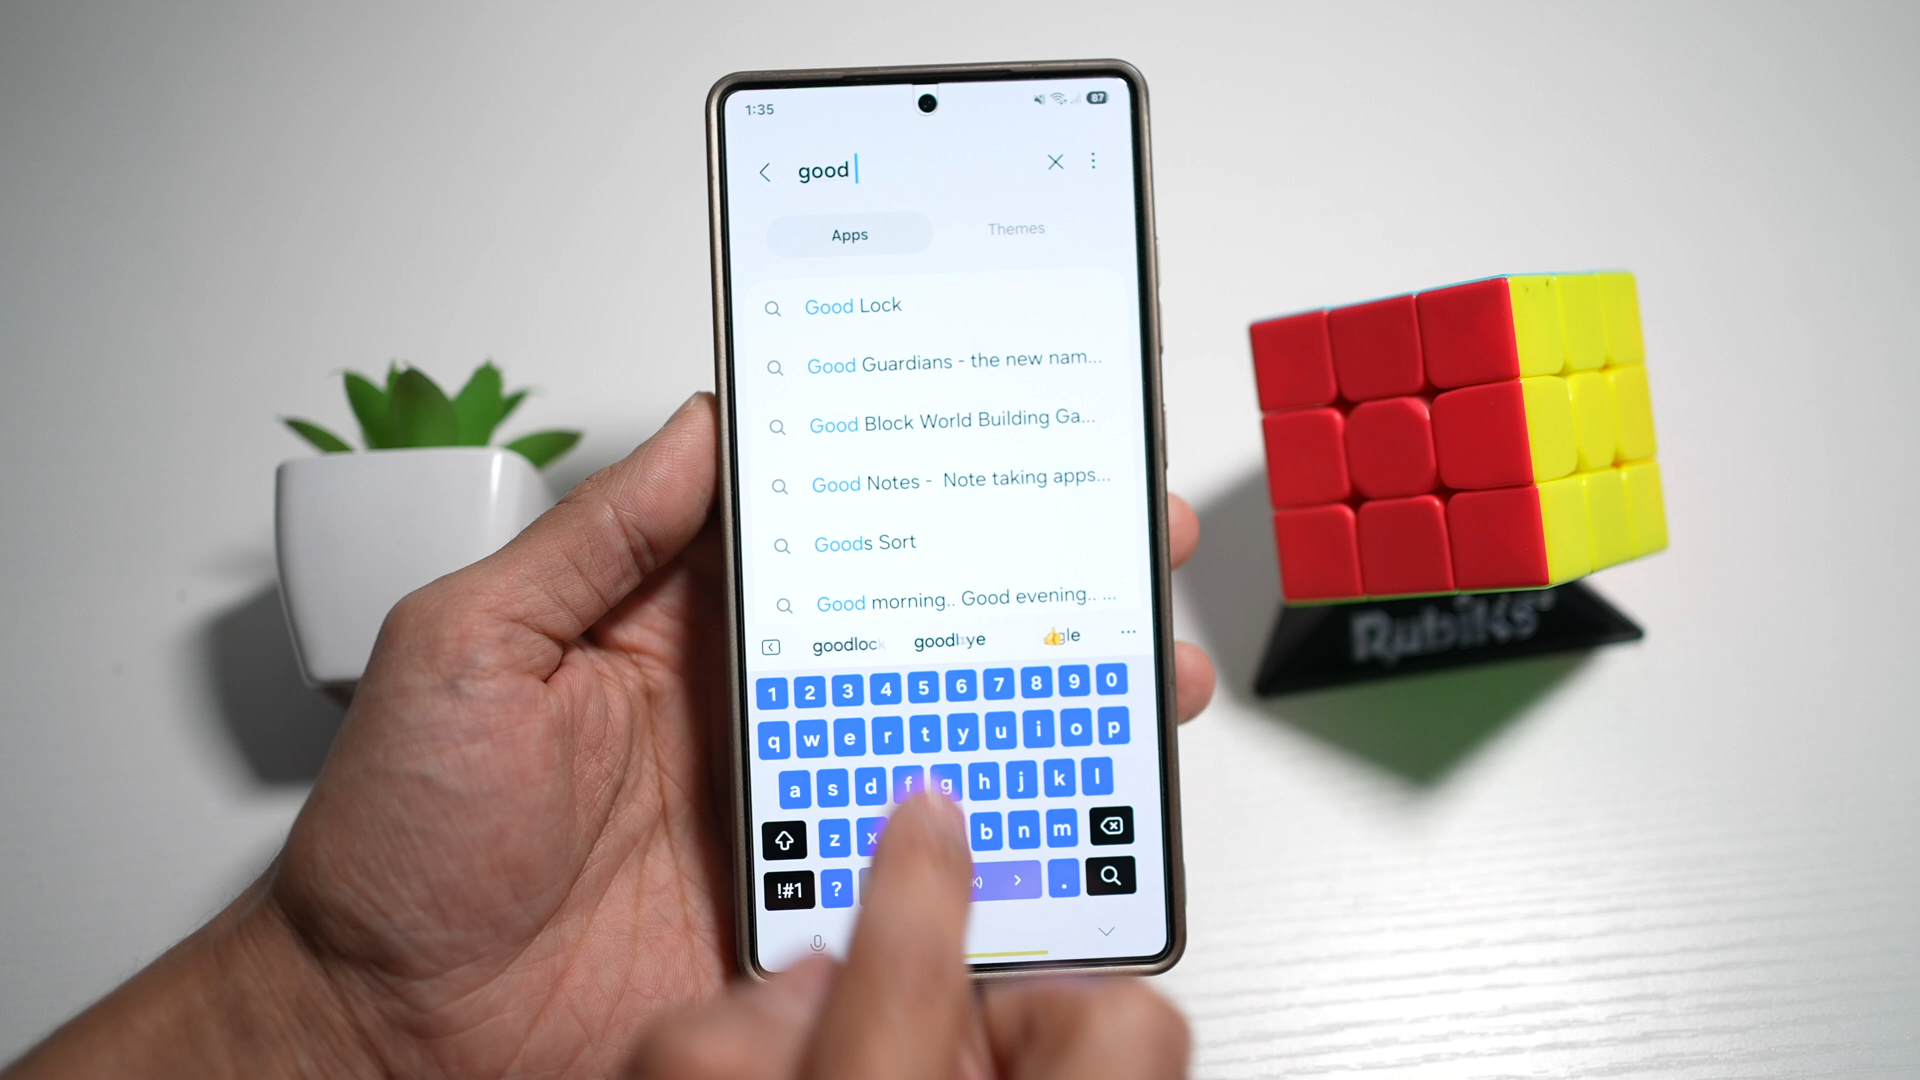 1:35
87
good
Apps Themes
Good Lock
Good Guardians - the new nam...
Good Block World Building Ga...
Good Notes - Note taking apps...
Goods Sort
Good morning.. Good evening.. ...
goodlock
1 2 3 4 5 6 7 8 9 0
q w e r t y u i o p
a s d f g h j k l
z x b n m
!#1 ? K) > .
Rubik's